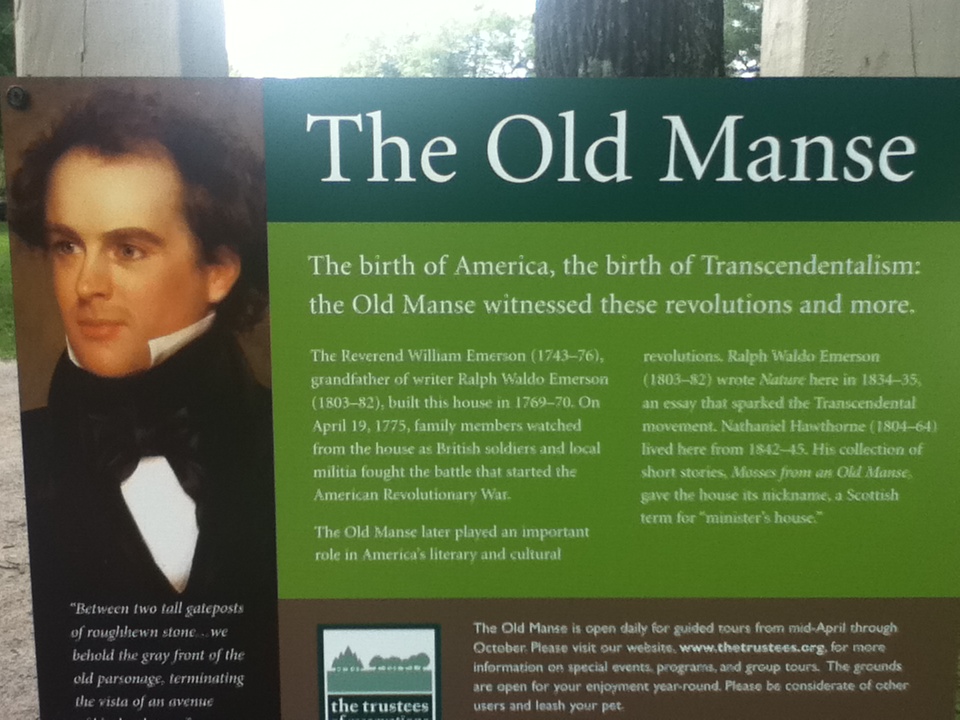 The Old Manse
The birth of America, the birth of Transcendentalism:
the Old Manse witnessed these revolutions and more.
The Reverend William Emerson (1743–76),
grandfather of writer Ralph Waldo Emerson
(1803–82), built this house in 1769–70. On
April 19, 1775, family members watched
from the house as British soldiers and local
militia fought the battle that started the
American Revolutionary War.
The Old Manse later played an important
role in America's literary and cultural
revolutions. Ralph Waldo Emerson
(1803–82) wrote Nature here in 1834–35,
an essay that sparked the Transcendental
movement. Nathaniel Hawthorne (1804–64)
lived here from 1842–45. His collection of
short stories, Mosses from an Old Manse,
gave the house its nickname, a Scottish
term for "minister's house."
"Between two tall gateposts
of roughhewn stone...we
behold the gray front of the
old parsonage, terminating
the vista of an avenue
the trustees
The Old Manse is open daily for guided tours from mid-April through
October. Please visit our website, www.thetrustees.org, for more
information on special events, programs, and group tours. The grounds
are open for your enjoyment year-round. Please be considerate of other
users and leash your pet.